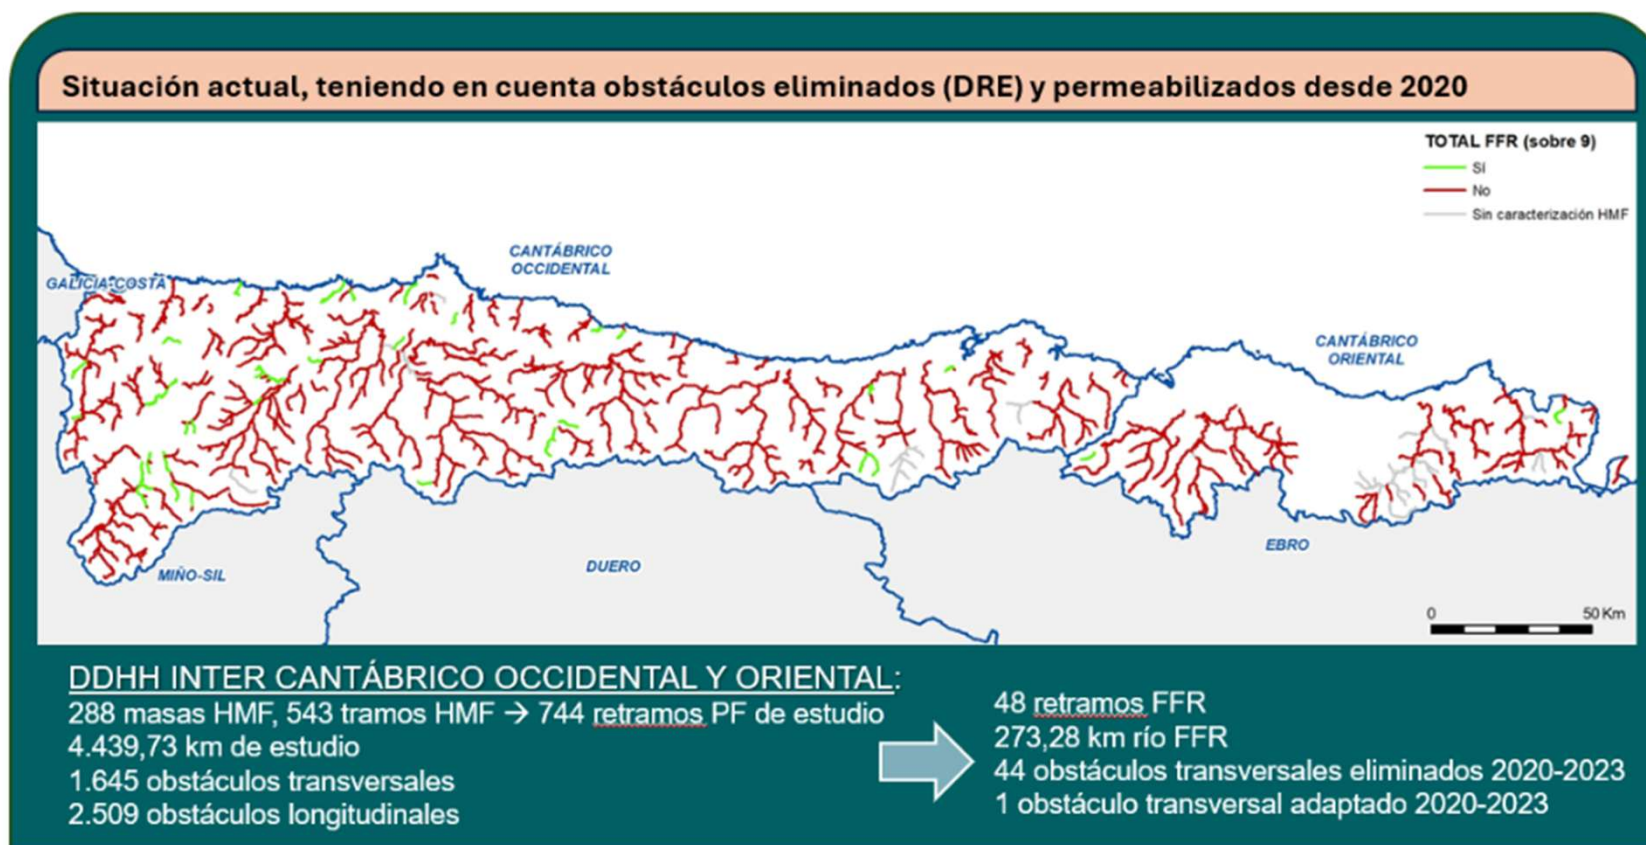 Situación actual, teniendo en cuenta obstáculos eliminados (DRE) y permeabilizados desde 2020
TOTAL FFR (sobre 9)
Sí
No
Sin caracterización HMF
CANTÁBRICO
OCCIDENTAL
GALICIA-COSTA
CANTÁBRICO
ORIENTAL
EBRO
DUERO
MIÑO-SIL
0 50 Km
DDHH INTER CANTÁBRICO OCCIDENTAL Y ORIENTAL:
288 masas HMF, 543 tramos HMF → 744 retramos PF de estudio
4.439,73 km de estudio
1.645 obstáculos transversales
2.509 obstáculos longitudinales
48 retramos FFR
273,28 km río FFR
44 obstáculos transversales eliminados 2020-2023
1 obstáculo transversal adaptado 2020-2023